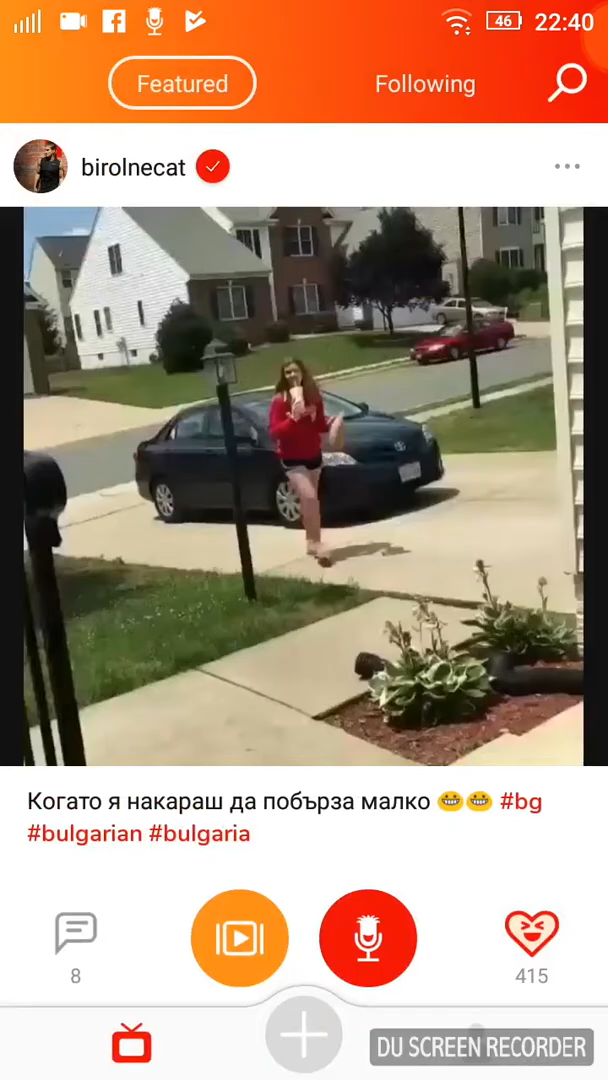 46 22:40
Featured Following
birolnecat
Когато я накараш да побърза малко 😁😁 #bg
#bulgarian #bulgaria
8 415
DU SCREEN RECORDER